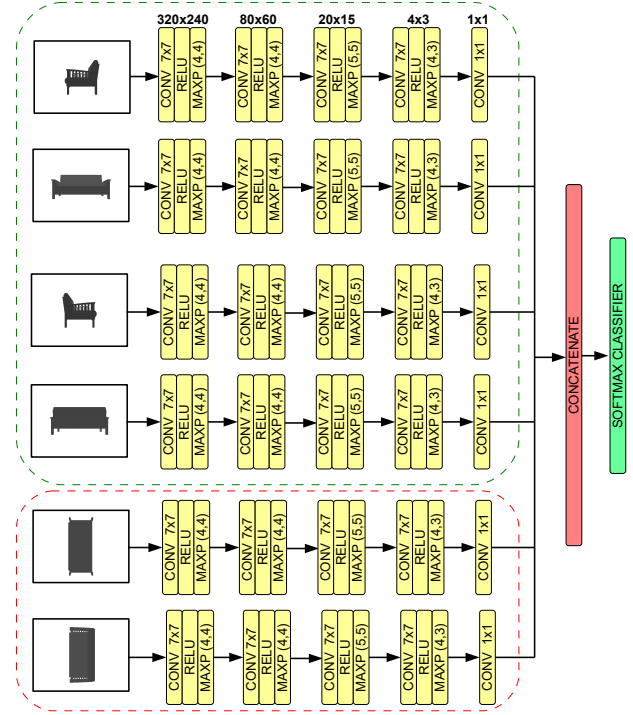 320x240 80x60 20x15 4x3 1x1
CONV 7x7 RELU MAXP (4,4) CONV 7x7 RELU MAXP (4,4) CONV 7x7 RELU MAXP (5,5) CONV 7x7 RELU MAXP (4,3) CONV 1x1
CONV 7x7 RELU MAXP (4,4) CONV 7x7 RELU MAXP (4,4) CONV 7x7 RELU MAXP (5,5) CONV 7x7 RELU MAXP (4,3) CONV 1x1
CONV 7x7 RELU MAXP (4,4) CONV 7x7 RELU MAXP (4,4) CONV 7x7 RELU MAXP (5,5) CONV 7x7 RELU MAXP (4,3) CONV 1x1
CONV 7x7 RELU MAXP (4,4) CONV 7x7 RELU MAXP (4,4) CONV 7x7 RELU MAXP (5,5) CONV 7x7 RELU MAXP (4,3) CONV 1x1
CONV 7x7 RELU MAXP (4,4) CONV 7x7 RELU MAXP (4,4) CONV 7x7 RELU MAXP (5,5) CONV 7x7 RELU MAXP (4,3) CONV 1x1
CONV 7x7 RELU MAXP (4,4) CONV 7x7 RELU MAXP (4,4) CONV 7x7 RELU MAXP (5,5) CONV 7x7 RELU MAXP (4,3) CONV 1x1
CONCATENATE
SOFTMAX CLASSIFIER